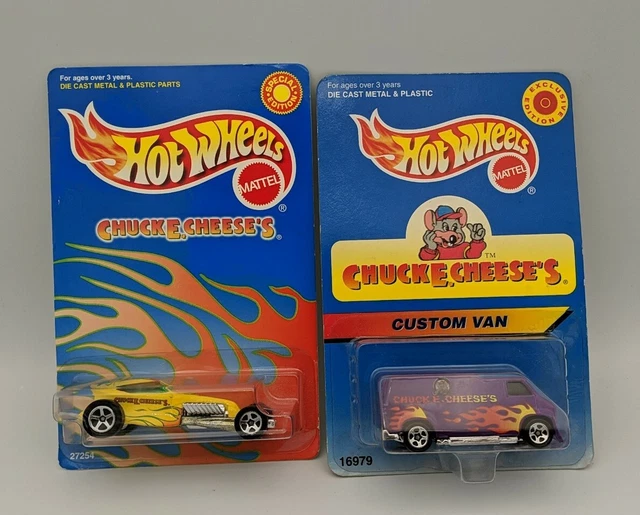 For ages over 3 years.
DIE CAST METAL & PLASTIC PARTS
SPECIAL EDITION
Hot Wheels
MATTEL
®
CHUCK E. CHEESE'S®
CHUCK E. CHEESE'S
27254
For ages over 3 years
DIE CAST METAL & PLASTIC
EXCLUSIVE EDITION
Hot Wheels
MATTEL
®
TM
CHUCK E. CHEESE'S®
CUSTOM VAN
CHUCK E. CHEESE'S
16979